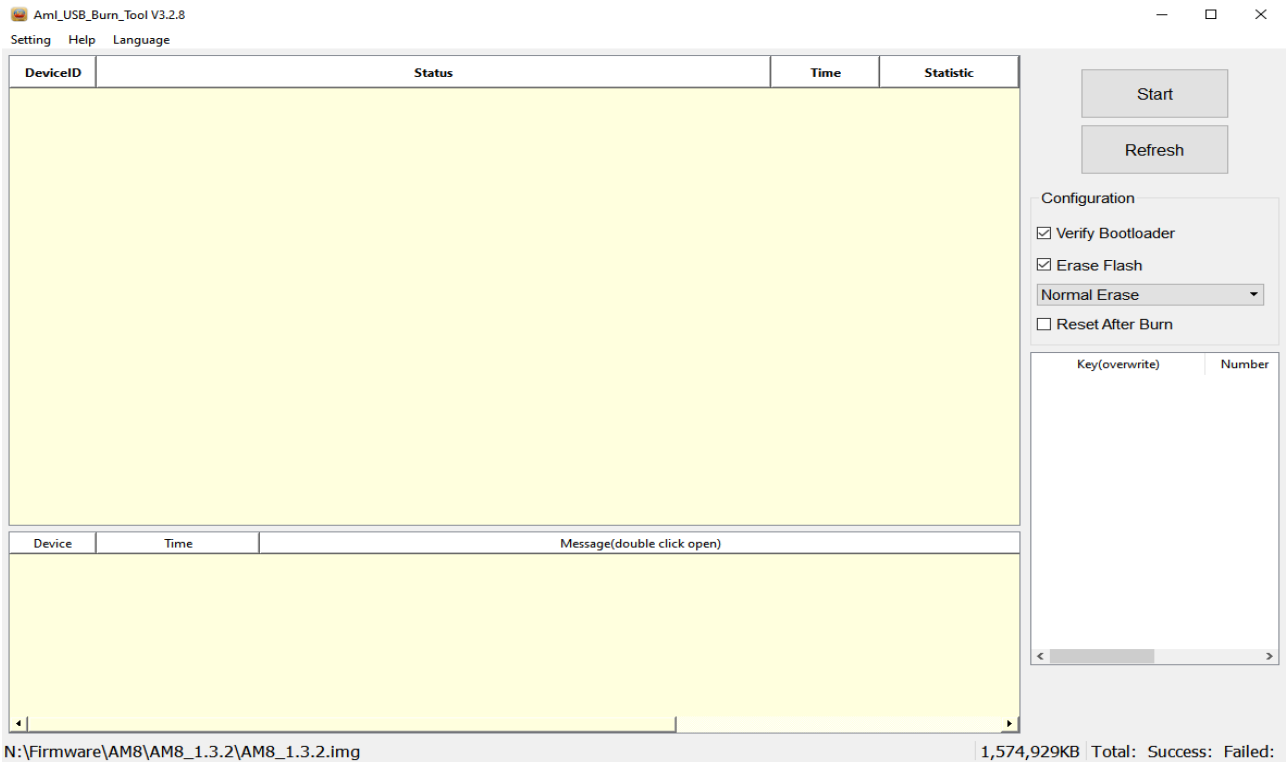 Aml_USB_Burn_Tool V3.2.8
Setting Help Language
DeviceID Status Time Statistic
Start
Refresh
Configuration
Verify Bootloader
Erase Flash
Normal Erase
Reset After Burn
Key(overwrite) Number
Device Time Message(double click open)
N:\Firmware\AM8\AM8_1.3.2\AM8_1.3.2.img 1,574,929KB Total: Success: Failed: